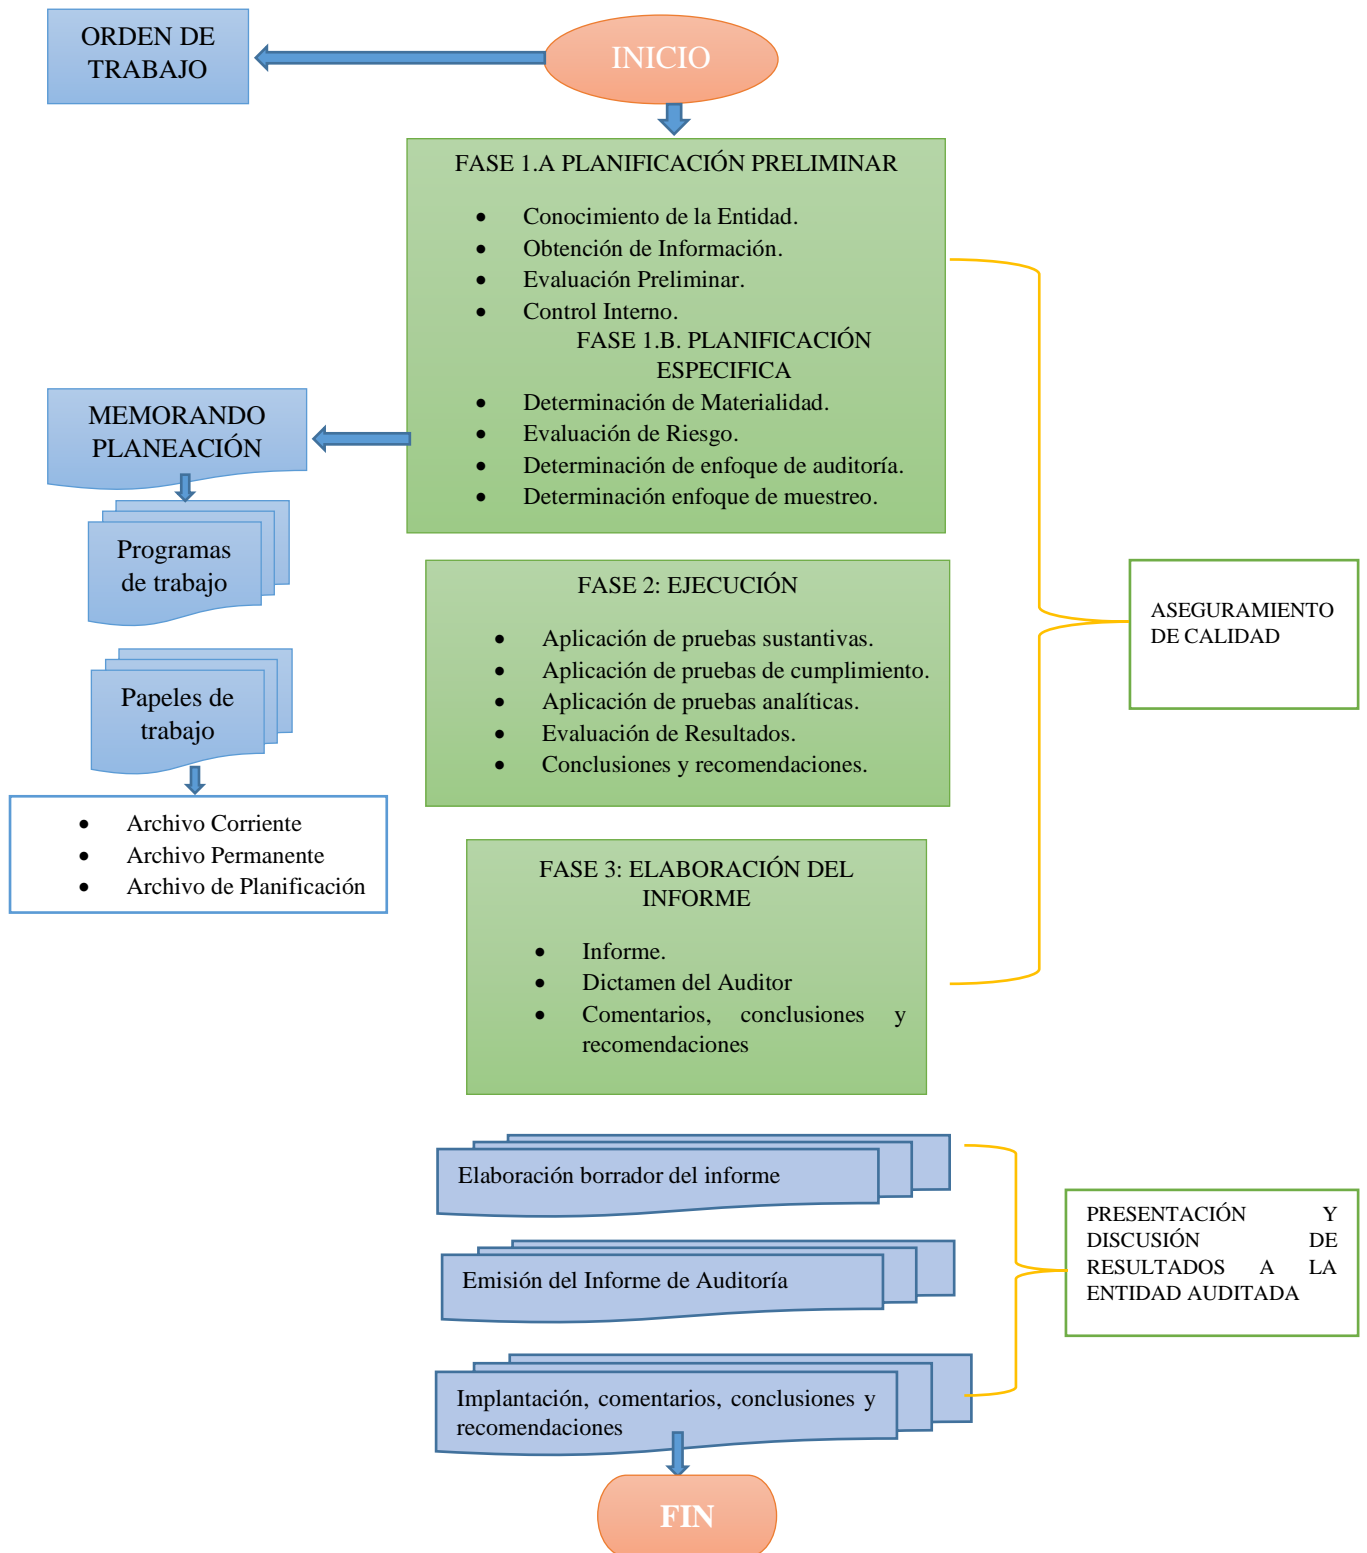 ORDEN DE
TRABAJO
INICIO
FASE 1.A PLANIFICACIÓN PRELIMINAR
• Conocimiento de la Entidad.
• Obtención de Información.
• Evaluación Preliminar.
• Control Interno.
FASE 1.B. PLANIFICACIÓN
ESPECIFICA
• Determinación de Materialidad.
• Evaluación de Riesgo.
• Determinación de enfoque de auditoría.
• Determinación enfoque de muestreo.
MEMORANDO
PLANEACIÓN
Programas
de trabajo
Papeles de
trabajo
• Archivo Corriente
• Archivo Permanente
• Archivo de Planificación
FASE 2: EJECUCIÓN
• Aplicación de pruebas sustantivas.
• Aplicación de pruebas de cumplimiento.
• Aplicación de pruebas analíticas.
• Evaluación de Resultados.
• Conclusiones y recomendaciones.
ASEGURAMIENTO
DE CALIDAD
FASE 3: ELABORACIÓN DEL
INFORME
• Informe.
• Dictamen del Auditor
• Comentarios, conclusiones y
recomendaciones
Elaboración borrador del informe
Emisión del Informe de Auditoría
Implantación, comentarios, conclusiones y
recomendaciones
PRESENTACIÓN Y
DISCUSIÓN DE
RESULTADOS A LA
ENTIDAD AUDITADA
FIN